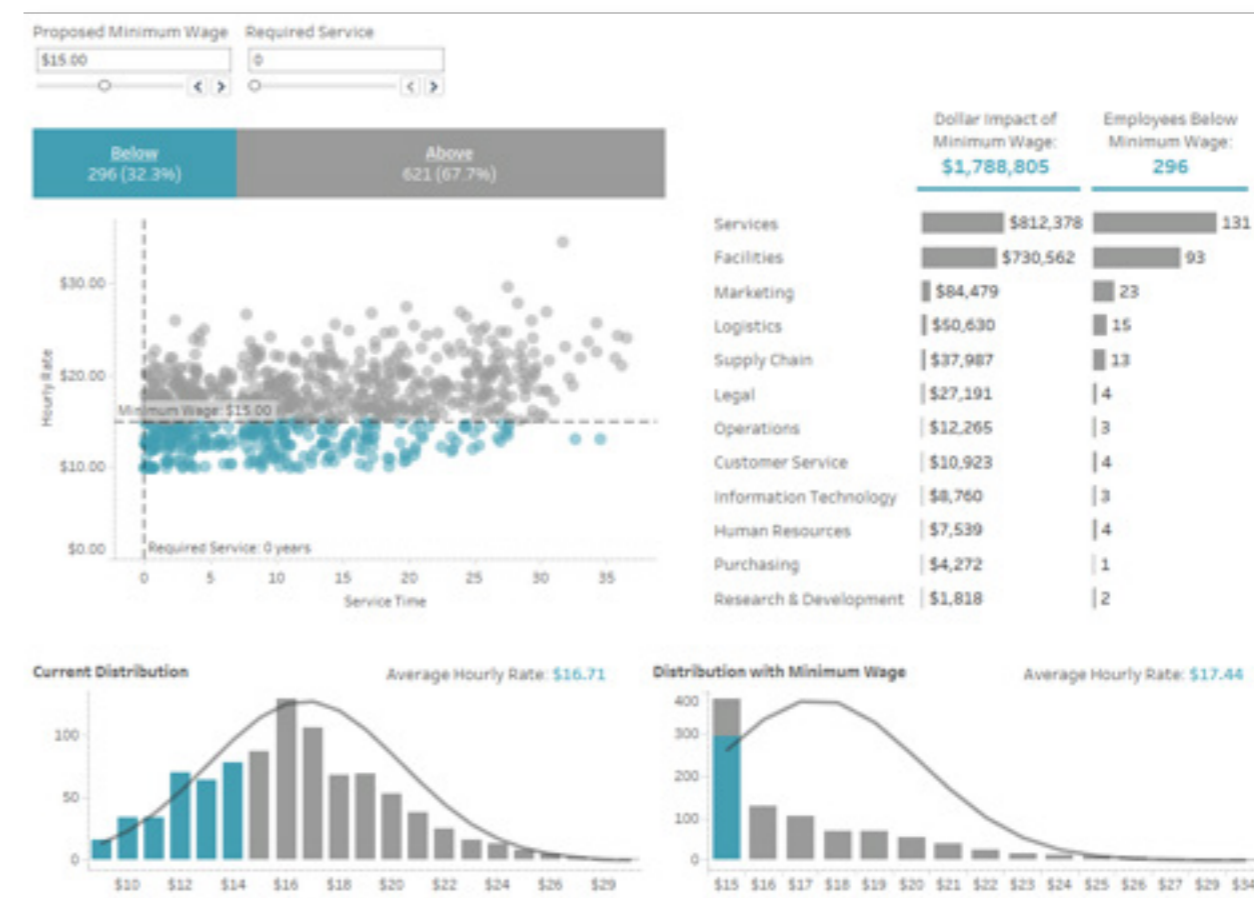 Proposed Minimum Wage Required Service
$15.00 0
Below Above
296 (32.3%) 621 (67.7%)
Dollar Impact of Minimum Wage: Employees Below Minimum Wage:
$1,788,805 296
Services $812,378 131
Facilities $730,562 93
Marketing $84,479 23
Logistics $50,630 15
Supply Chain $37,987 13
Legal $27,191 4
Operations $12,265 3
Customer Service $10,923 4
Information Technology $8,760 3
Human Resources $7,539 4
Purchasing $4,272 1
Research & Development $1,818 2
$30.00
$20.00
Hourly Rate
Minimum Wage: $15.00
$10.00
$0.00
Required Service: 0 years
0 5 10 15 20 25 30 35
Service Time
Current Distribution Average Hourly Rate: $16.71
100
50
0
$10 $12 $14 $16 $18 $20 $22 $24 $26 $29
Distribution with Minimum Wage Average Hourly Rate: $17.44
400
300
200
100
0
$15 $16 $17 $18 $19 $20 $21 $22 $23 $24 $25 $26 $27 $29 $34